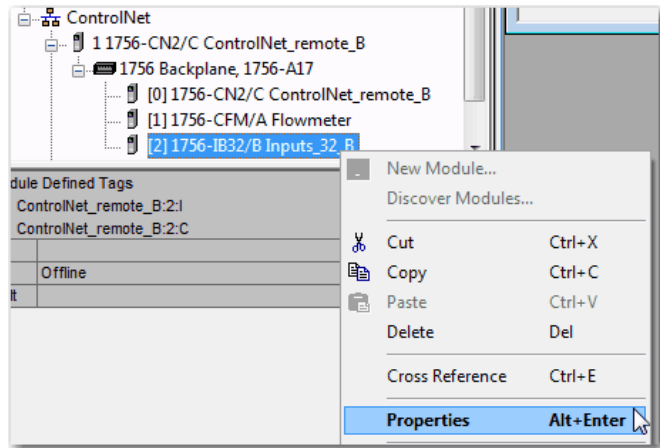 ControlNet
1 1756-CN2/C ControlNet_remote_B
1756 Backplane, 1756-A17
[0] 1756-CN2/C ControlNet_remote_B
[1] 1756-CFM/A Flowmeter
[2] 1756-IB32/B Inputs_32_B
dule Defined Tags
ControlNet_remote_B:2:I
ControlNet_remote_B:2:C
Offline
lt
New Module...
Discover Modules...
Cut Ctrl+X
Copy Ctrl+C
Paste Ctrl+V
Delete Del
Cross Reference Ctrl+E
Properties Alt+Enter